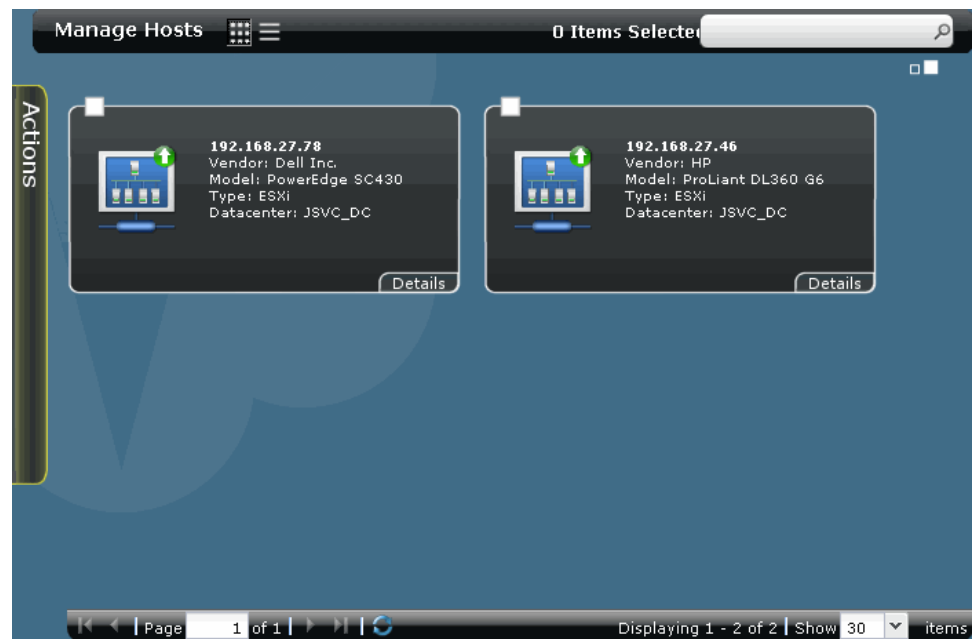 Manage Hosts
0 Items Selected
Actions
192.168.27.78
Vendor: Dell Inc.
Model: PowerEdge SC430
Type: ESXi
Datacenter: JSVC_DC
Details
192.168.27.46
Vendor: HP
Model: ProLiant DL360 G6
Type: ESXi
Datacenter: JSVC_DC
Details
Page 1 of 1
Displaying 1 - 2 of 2 Show 30 items